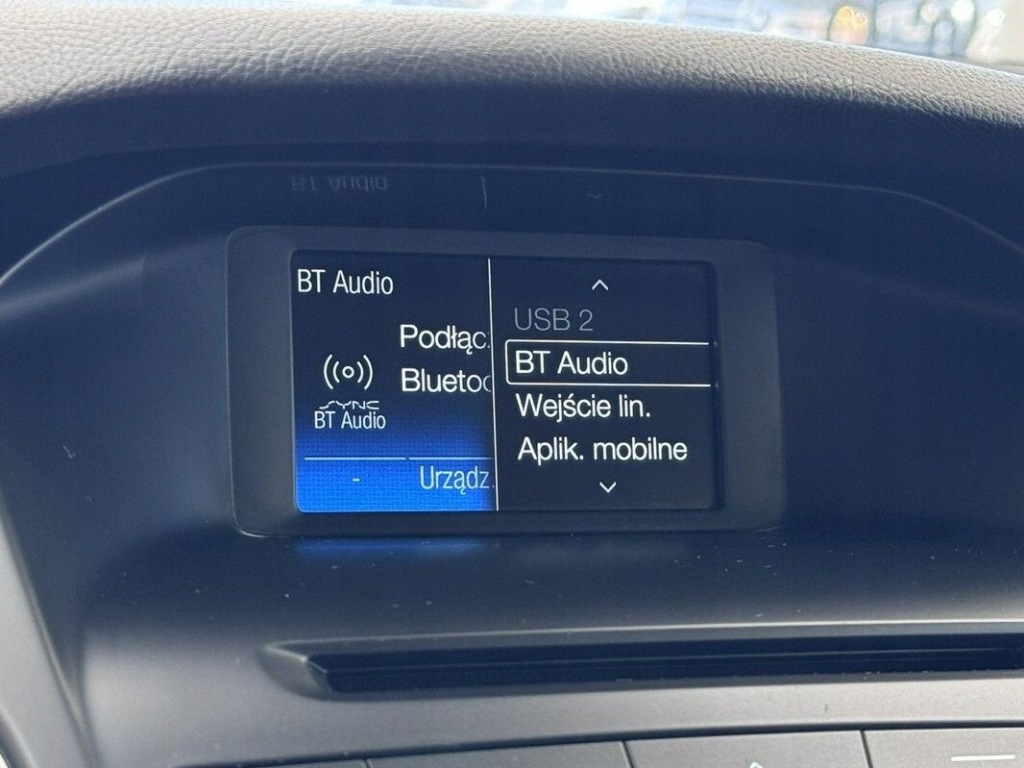 BT Audio
Podłąc
Bluetoo
SYNC
BT Audio
-
Urządz.
USB 2
BT Audio
Wejście lin.
Aplik. mobilne